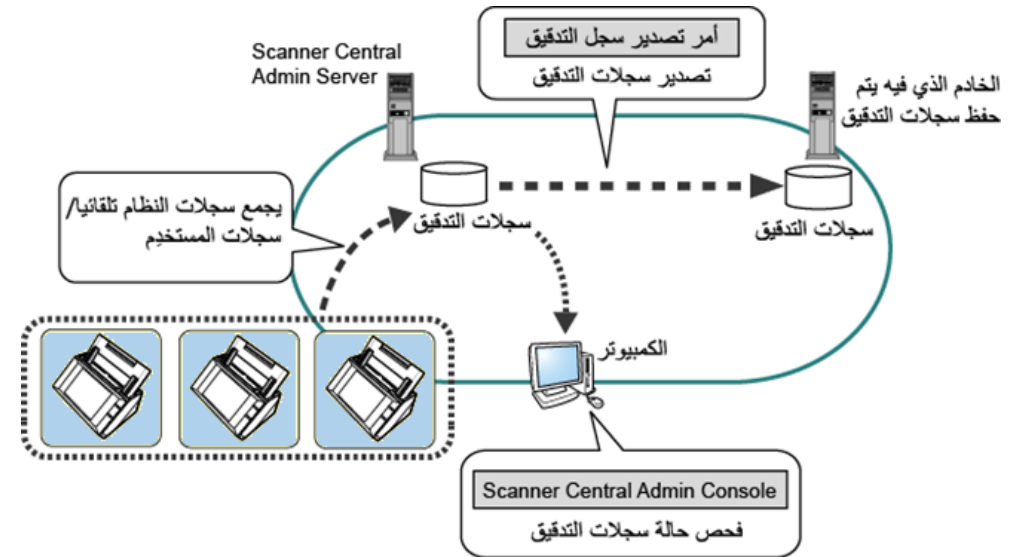 أمر تصدير سجل التدقيق
تصدير سجلات التدقيق
Scanner Central
Admin Server
الخادم الذي فيه يتم
حفظ سجلات التدقيق
يجمع سجلات النظام تلقائيا/
سجلات المستخدِم
سجلات التدقيق
سجلات التدقيق
الكمبيوتر
Scanner Central Admin Console
فحص حالة سجلات التدقيق